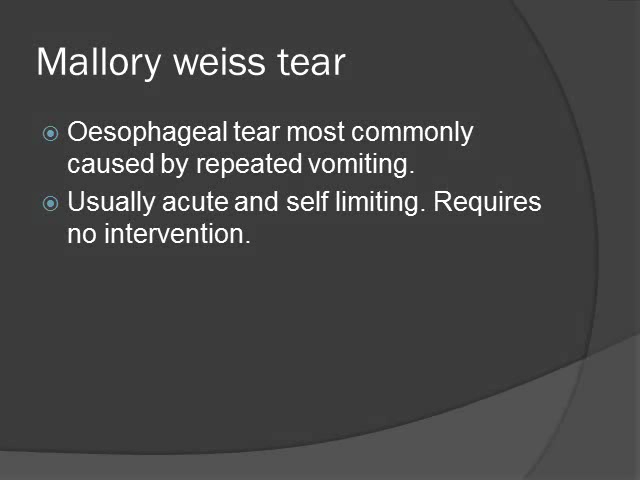 Mallory weiss tear
Oesophageal tear most commonly
caused by repeated vomiting.
Usually acute and self limiting. Requires
no intervention.